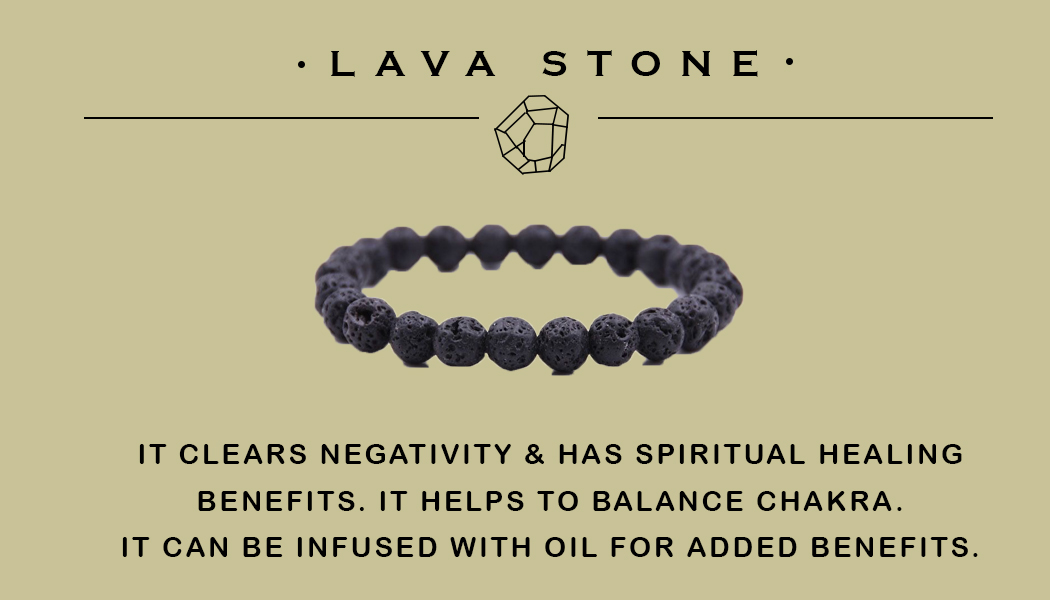 • LAVA STONE •
IT CLEARS NEGATIVITY & HAS SPIRITUAL HEALING
BENEFITS. IT HELPS TO BALANCE CHAKRA.
IT CAN BE INFUSED WITH OIL FOR ADDED BENEFITS.